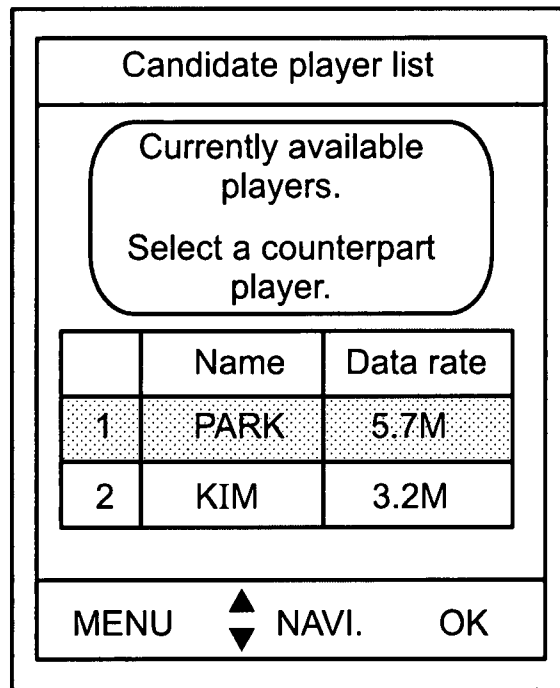 Candidate player list
Currently available
players.
Select a counterpart
player.
Name Data rate
1 PARK 5.7M
2 KIM 3.2M
MENU ▲▼ NAVI. OK